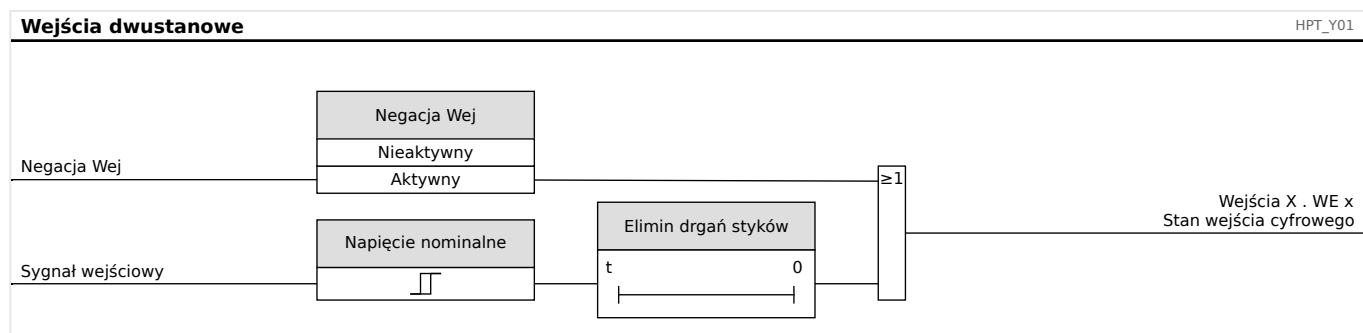 Wejścia dwustanowe
HPT_Y01
Negacja Wej
Nieaktywny
Negacja Wej
Aktywny
≥1
Wejścia X . WE x
Stan wejścia cyfrowego
Elimin drgań styków
Napięcie nominalne
t 0
Sygnał wejściowy